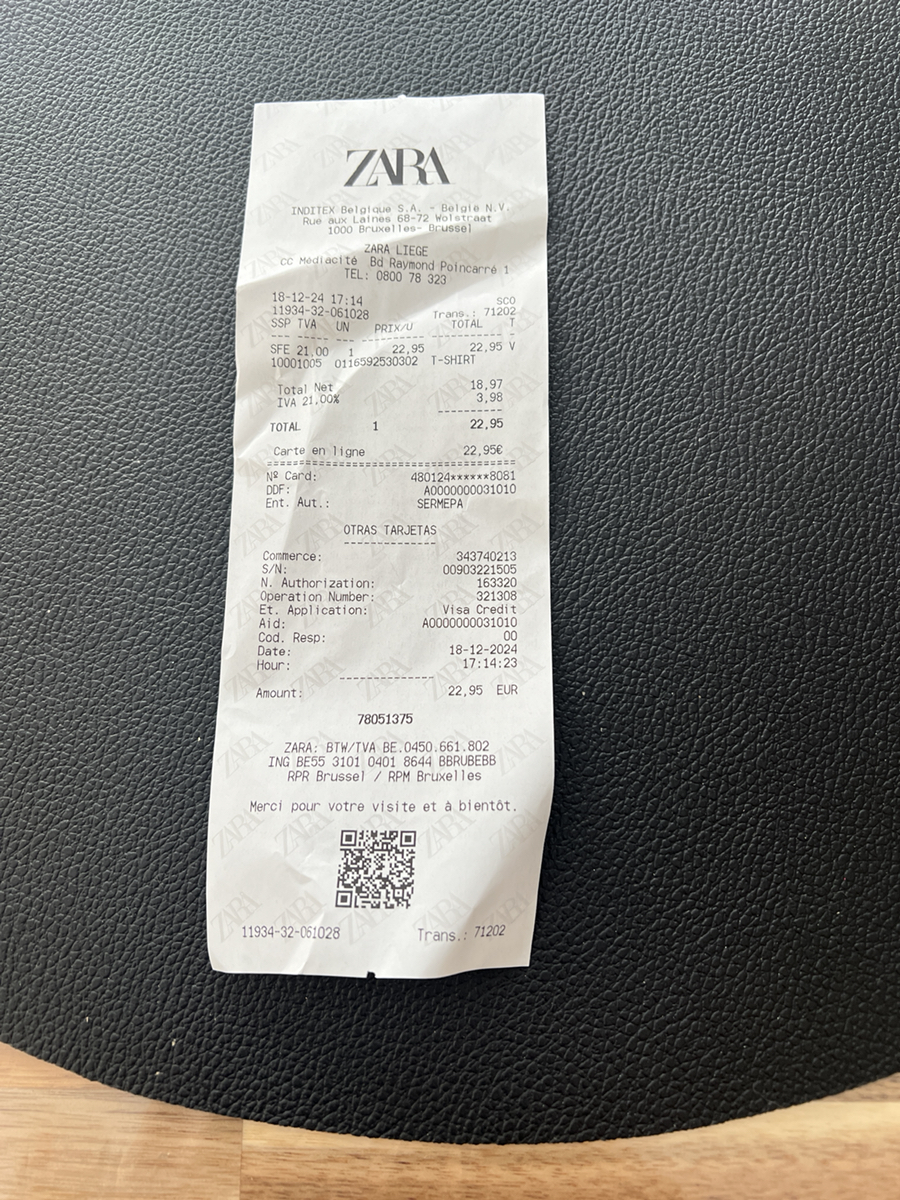 ZARA
INDITEX Belgique S.A. - België N.V.
Rue aux Laines 68-72 Wolstraat
1000 Bruxelles- Brussel
ZARA LIEGE
CC Médiacité Bd Raymond Poincarré 1
TEL: 0800 78 323
18-12-24 17:14 SCO
11934-32-061028 Trans.: 71202
SSP TVA UN PRIX/U TOTAL T
--- ----- --- ---------- ----------- ---
SFE 21,00 1 22,95 22,95 V
10001005 0116592530302 T-SHIRT
Total Net 18,97
IVA 21,00% 3,98
----------
TOTAL 1 22,95
Carte en ligne 22,95€
========================================
Nº Card: 480124******8081
DDF: A0000000031010
Ent. Aut.: SERMEPA
OTRAS TARJETAS
--------------
Commerce: 343740213
S/N: 00903221505
N. Authorization: 163320
Operation Number: 321308
Et. Application: Visa Credit
Aid: A0000000031010
Cod. Resp: 00
Date: 18-12-2024
Hour: 17:14:23
--------------
Amount: 22,95 EUR
78051375
ZARA: BTW/TVA BE.0450.661.802
ING BE55 3101 0401 8644 BBRUBEBB
RPR Brussel / RPM Bruxelles
Merci pour votre visite et à bientôt.
11934-32-061028 Trans.: 71202